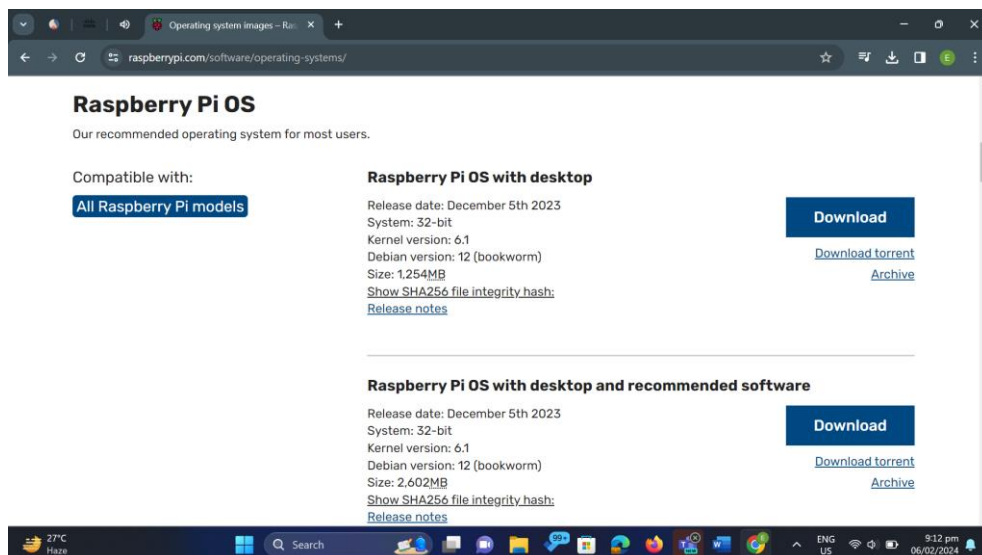 Operating system images – Ras
raspberrypi.com/software/operating-systems/
E
Raspberry Pi OS
Our recommended operating system for most users.
Compatible with:
All Raspberry Pi models
Raspberry Pi OS with desktop
Release date: December 5th 2023
System: 32-bit
Kernel version: 6.1
Debian version: 12 (bookworm)
Size: 1,254MB
Show SHA256 file integrity hash:
Release notes
Download
Download torrent
Archive
Raspberry Pi OS with desktop and recommended software
Release date: December 5th 2023
System: 32-bit
Kernel version: 6.1
Debian version: 12 (bookworm)
Size: 2,602MB
Show SHA256 file integrity hash:
Release notes
Download
Download torrent
Archive
27°C
Haze
Search
99+
ENG
US
9:12 pm
06/02/2024